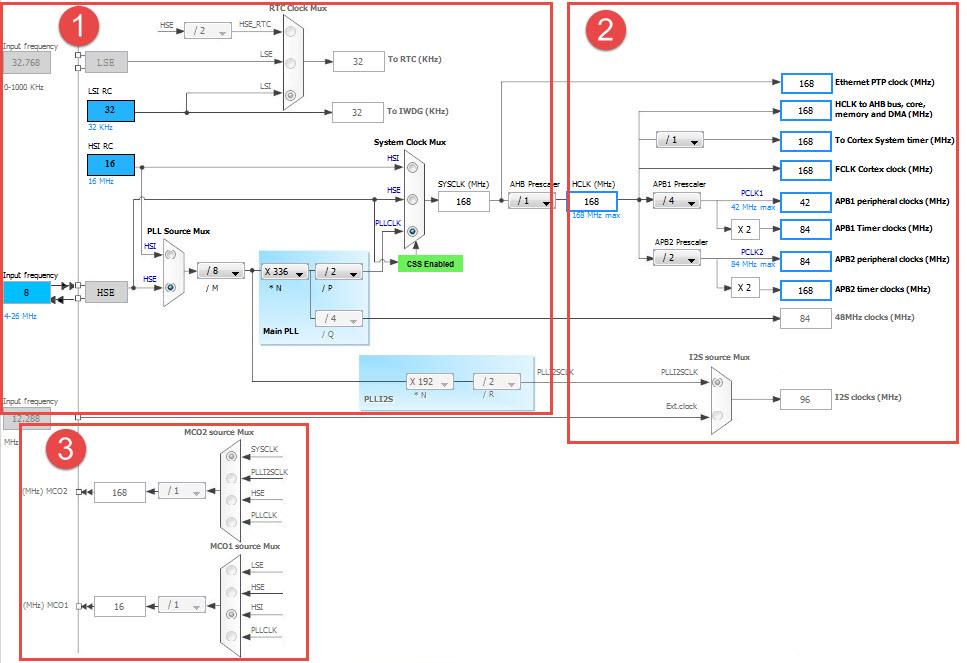 1
2
3
RTC Clock Mux
HSE
/ 2
HSE_RTC
Input frequency
32.768
0-1000 KHz
LSE
LSE
32
To RTC (KHz)
LSI RC
LSI
32
32 KHz
32
To IWDG (KHz)
HSI RC
16
16 MHz
System Clock Mux
HSI
HSE
PLLCLK
SYSCLK (MHz)
168
AHB Prescaler
/ 1
HCLK (MHz)
168
168 MHz max
CSS Enabled
PLL Source Mux
HSI
HSE
Input frequency
8
4-26 MHz
HSE
/ 8
/ M
X 336
* N
/ 2
/ P
/ 4
/ Q
Main PLL
X 192
* N
/ 2
/ R
PLLI2S
PLLI2SCLK
Input frequency
12.288
MHz
168
Ethernet PTP clock (MHz)
168
HCLK to AHB bus, core,
memory and DMA (MHz)
/ 1
168
To Cortex System timer (MHz)
168
FCLK Cortex clock (MHz)
APB1 Prescaler
/ 4
PCLK1
42 MHz max
42
APB1 peripheral clocks (MHz)
X 2
84
APB1 Timer clocks (MHz)
APB2 Prescaler
/ 2
PCLK2
84 MHz max
84
APB2 peripheral clocks (MHz)
X 2
168
APB2 timer clocks (MHz)
84
48MHz clocks (MHz)
I2S source Mux
PLLI2SCLK
Ext.clock
96
I2S clocks (MHz)
MCO2 source Mux
SYSCLK
PLLI2SCLK
HSE
PLLCLK
(MHz) MCO2
168
/ 1
MCO1 source Mux
LSE
HSE
HSI
PLLCLK
(MHz) MCO1
16
/ 1